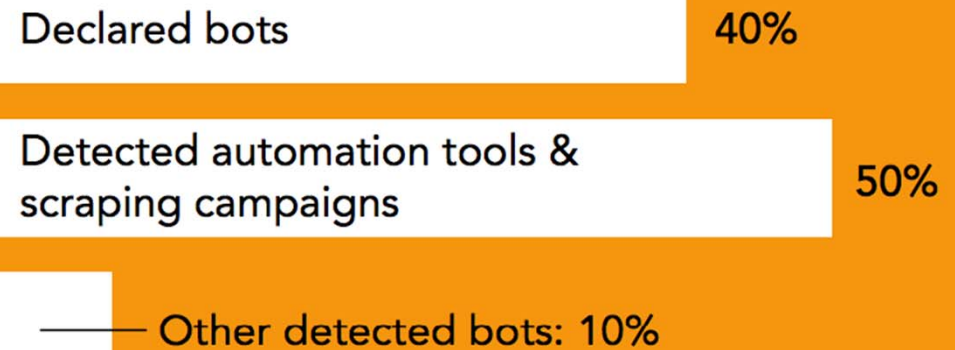 Declared bots 40%
Detected automation tools &
scraping campaigns
50%
Other detected bots: 10%